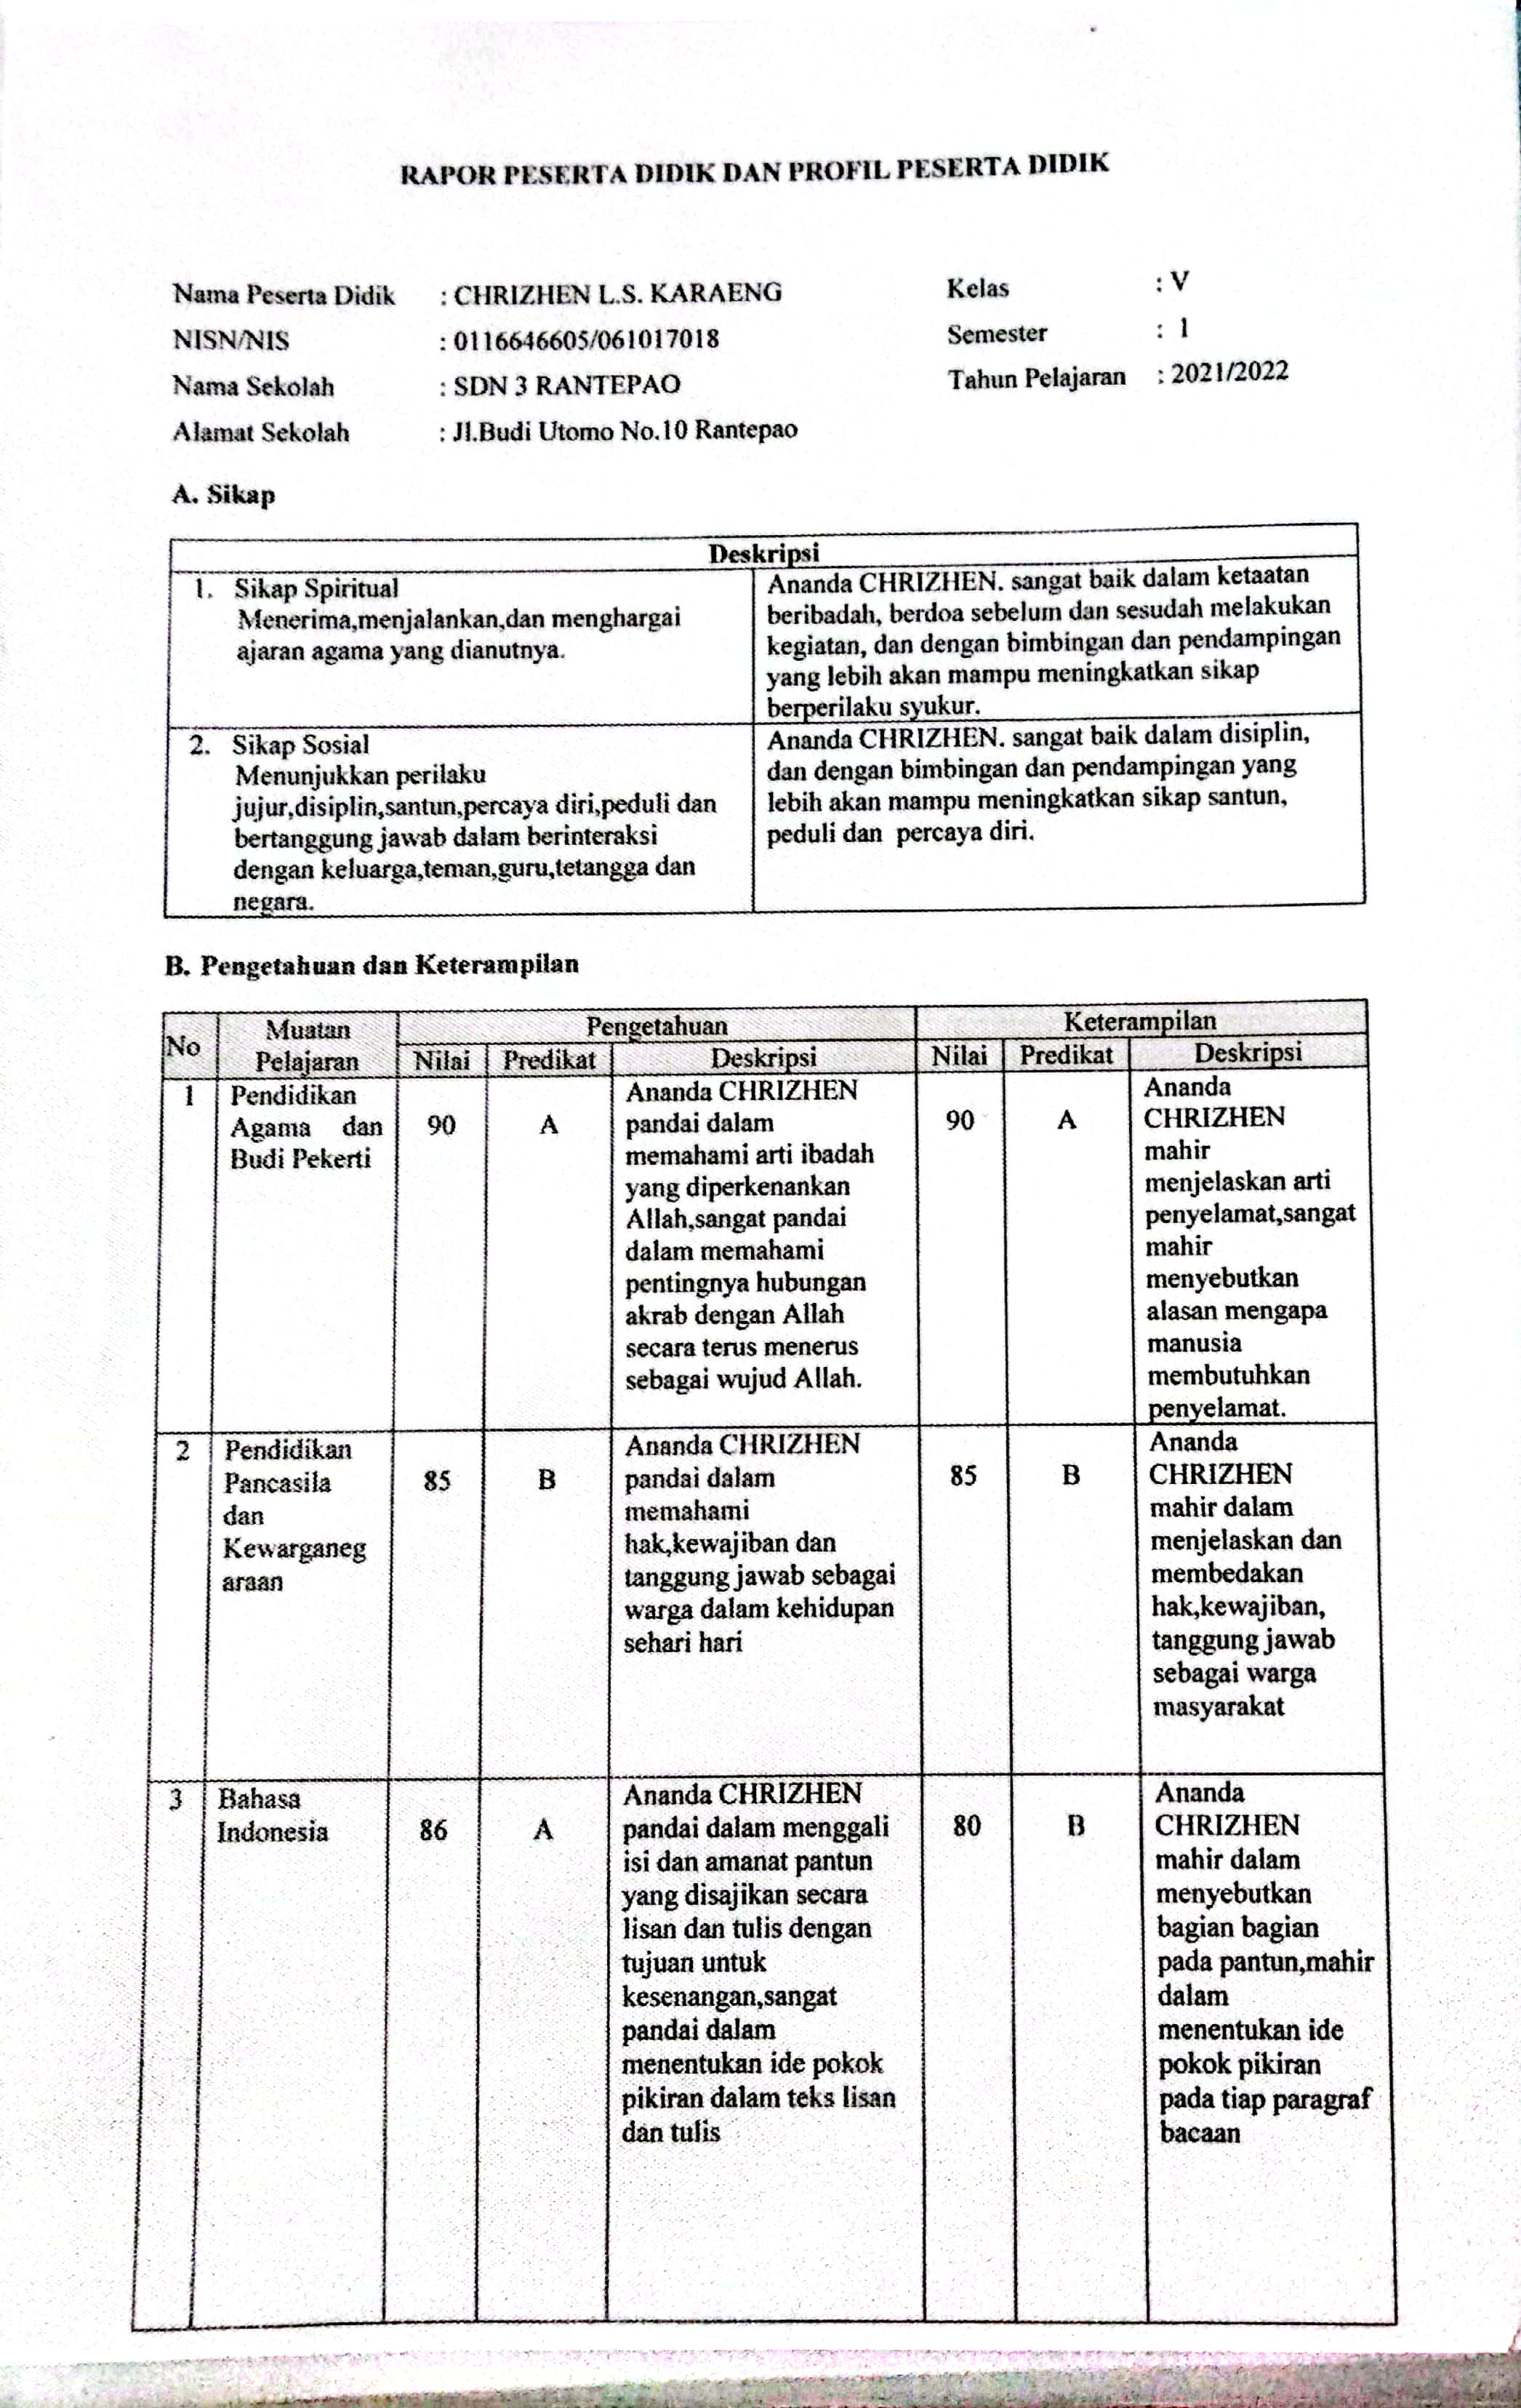 RAPOR PESERTA DIDIK DAN PROFIL PESERTA DIDIK
Nama Peserta Didik : CHRIZHEN L.S. KARAENG
NISN/NIS : 0116646605/061017018
Nama Sekolah : SDN 3 RANTEPAO
Alamat Sekolah : Jl.Budi Utomo No.10 Rantepao
Kelas : V
Semester : 1
Tahun Pelajaran : 2021/2022
A. Sikap
Deskripsi
1. Sikap Spiritual
Menerima,menjalankan,dan menghargai
ajaran agama yang dianutnya.
Ananda CHRIZHEN. sangat baik dalam ketaatan
beribadah, berdoa sebelum dan sesudah melakukan
kegiatan, dan dengan bimbingan dan pendampingan
yang lebih akan mampu meningkatkan sikap
berperilaku syukur.
2. Sikap Sosial
Menunjukkan perilaku
jujur,disiplin,santun,percaya diri,peduli dan
bertanggung jawab dalam berinteraksi
dengan keluarga,teman,guru,tetangga dan
negara.
Ananda CHRIZHEN. sangat baik dalam disiplin,
dan dengan bimbingan dan pendampingan yang
lebih akan mampu meningkatkan sikap santun,
peduli dan percaya diri.
B. Pengetahuan dan Keterampilan
No
Muatan
Pelajaran
Pengetahuan
Keterampilan
Nilai Predikat Deskripsi Nilai Predikat Deskripsi
1
Pendidikan
Agama dan
Budi Pekerti
90
A
Ananda CHRIZHEN
pandai dalam
memahami arti ibadah
yang diperkenankan
Allah,sangat pandai
dalam memahami
pentingnya hubungan
akrab dengan Allah
secara terus menerus
sebagai wujud Allah.
90
A
Ananda
CHRIZHEN
mahir
menjelaskan arti
penyelamat,sangat
mahir
menyebutkan
alasan mengapa
manusia
membutuhkan
penyelamat.
2
Pendidikan
Pancasila
dan
Kewarganeg
araan
85
B
Ananda CHRIZHEN
pandai dalam
memahami
hak,kewajiban dan
tanggung jawab sebagai
warga dalam kehidupan
sehari hari
85
B
Ananda
CHRIZHEN
mahir dalam
menjelaskan dan
membedakan
hak,kewajiban,
tanggung jawab
sebagai warga
masyarakat
3
Bahasa
Indonesia
86
A
Ananda CHRIZHEN
pandai dalam menggali
isi dan amanat pantun
yang disajikan secara
lisan dan tulis dengan
tujuan untuk
kesenangan,sangat
pandai dalam
menentukan ide pokok
pikiran dalam teks lisan
dan tulis
80
B
Ananda
CHRIZHEN
mahir dalam
menyebutkan
bagian bagian
pada pantun,mahir
dalam
menentukan ide
pokok pikiran
pada tiap paragraf
bacaan